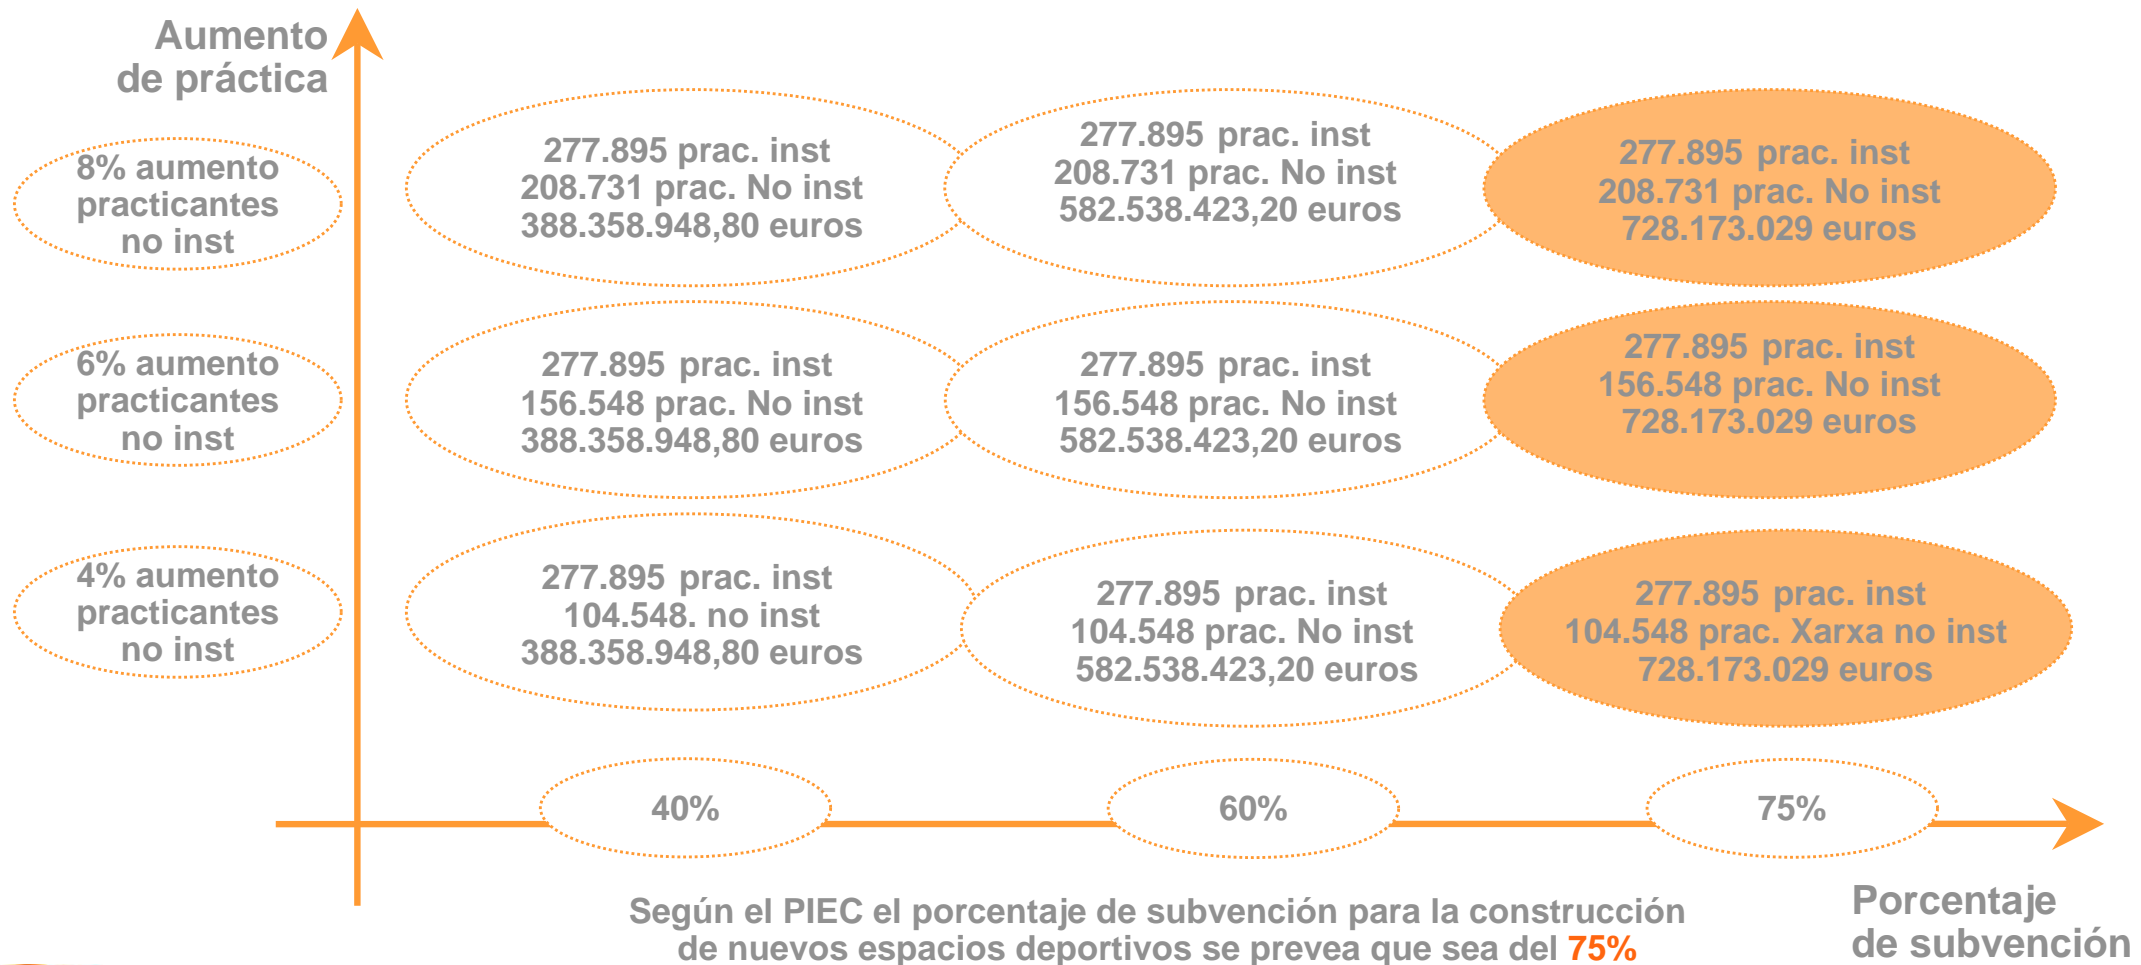 Aumento
de práctica
8% aumento
practicantes
no inst
277.895 prac. inst
208.731 prac. No inst
388.358.948,80 euros
277.895 prac. inst
208.731 prac. No inst
582.538.423,20 euros
277.895 prac. inst
208.731 prac. No inst
728.173.029 euros
6% aumento
practicantes
no inst
277.895 prac. inst
156.548 prac. No inst
388.358.948,80 euros
277.895 prac. inst
156.548 prac. No inst
582.538.423,20 euros
277.895 prac. inst
156.548 prac. No inst
728.173.029 euros
4% aumento
practicantes
no inst
277.895 prac. inst
104.548. no inst
388.358.948,80 euros
277.895 prac. inst
104.548 prac. No inst
582.538.423,20 euros
277.895 prac. inst
104.548 prac. Xarxa no inst
728.173.029 euros
40%
60%
75%
Según el PIEC el porcentaje de subvención para la construcción
de nuevos espacios deportivos se prevea que sea del 75%
Porcentaje
de subvención